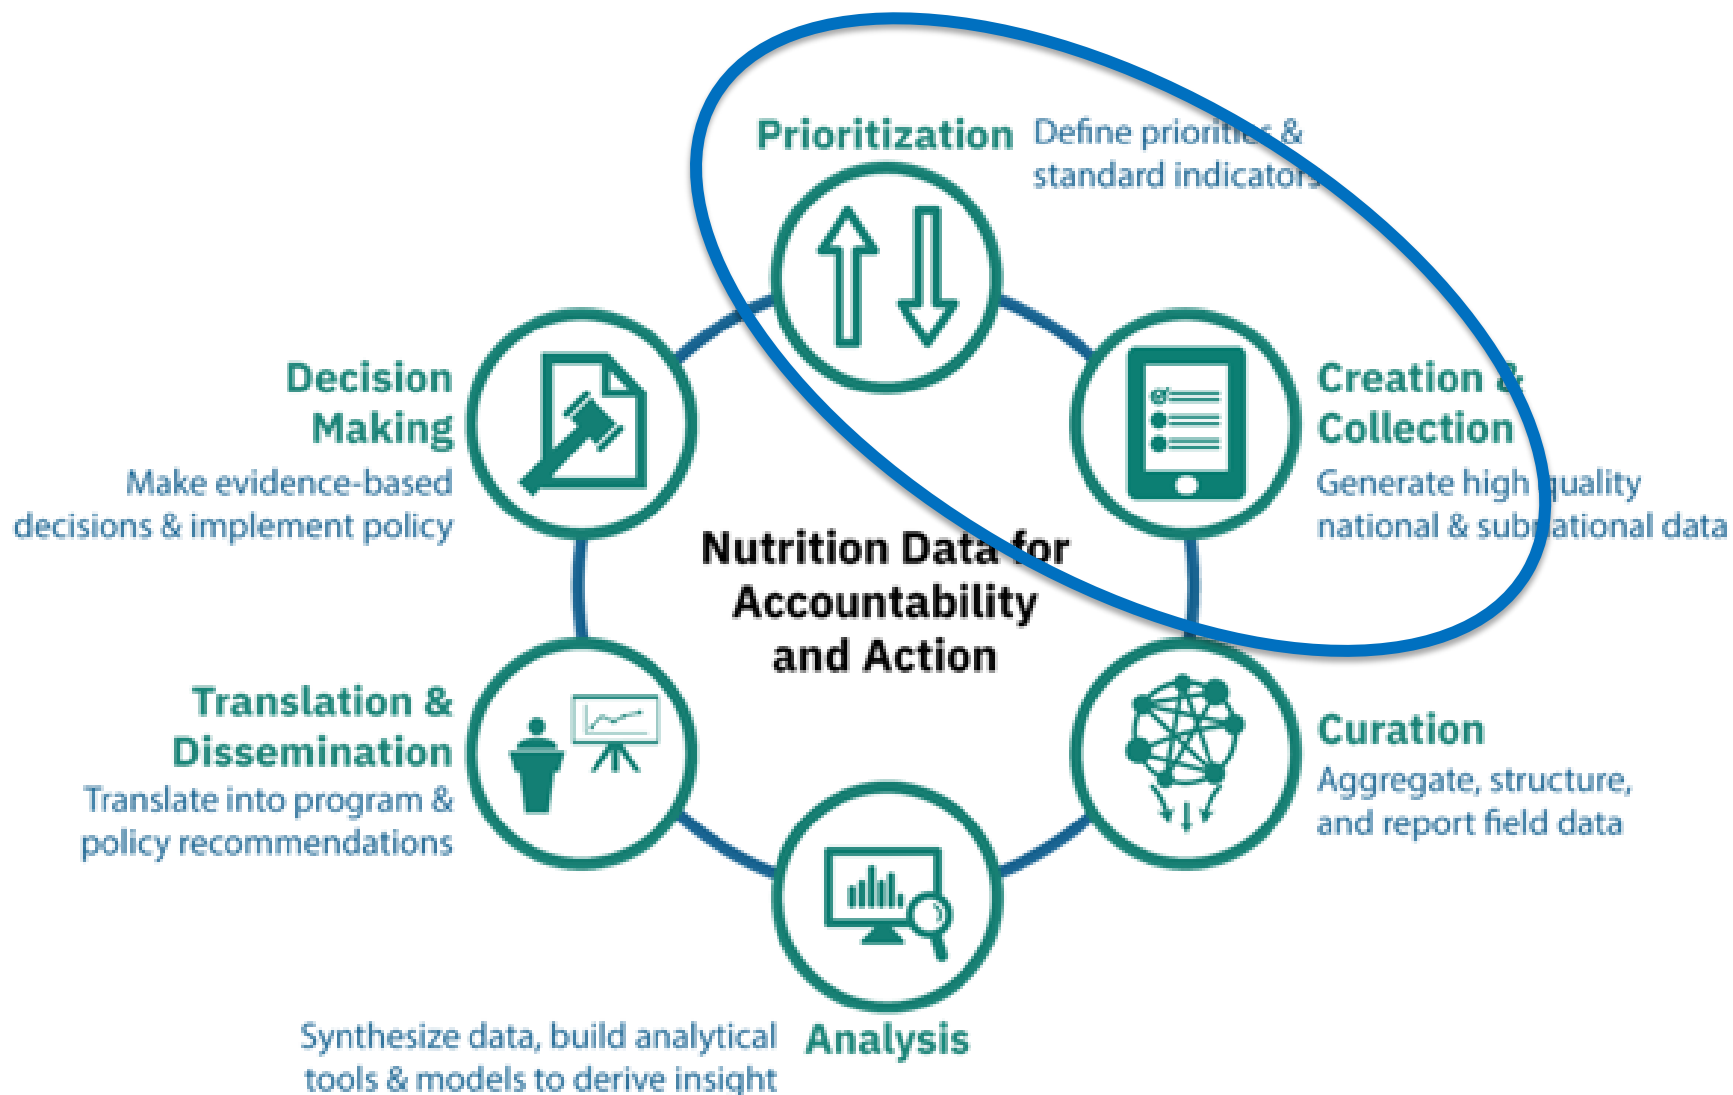 Prioritization
Define priorities &
standard indicators
Creation &
Collection
Generate high quality
national & subnational data
Curation
Aggregate, structure,
and report field data
Analysis
Synthesize data, build analytical
tools & models to derive insight
Translation &
Dissemination
Translate into program &
policy recommendations
Decision
Making
Make evidence-based
decisions & implement policy
Nutrition Data for
Accountability
and Action